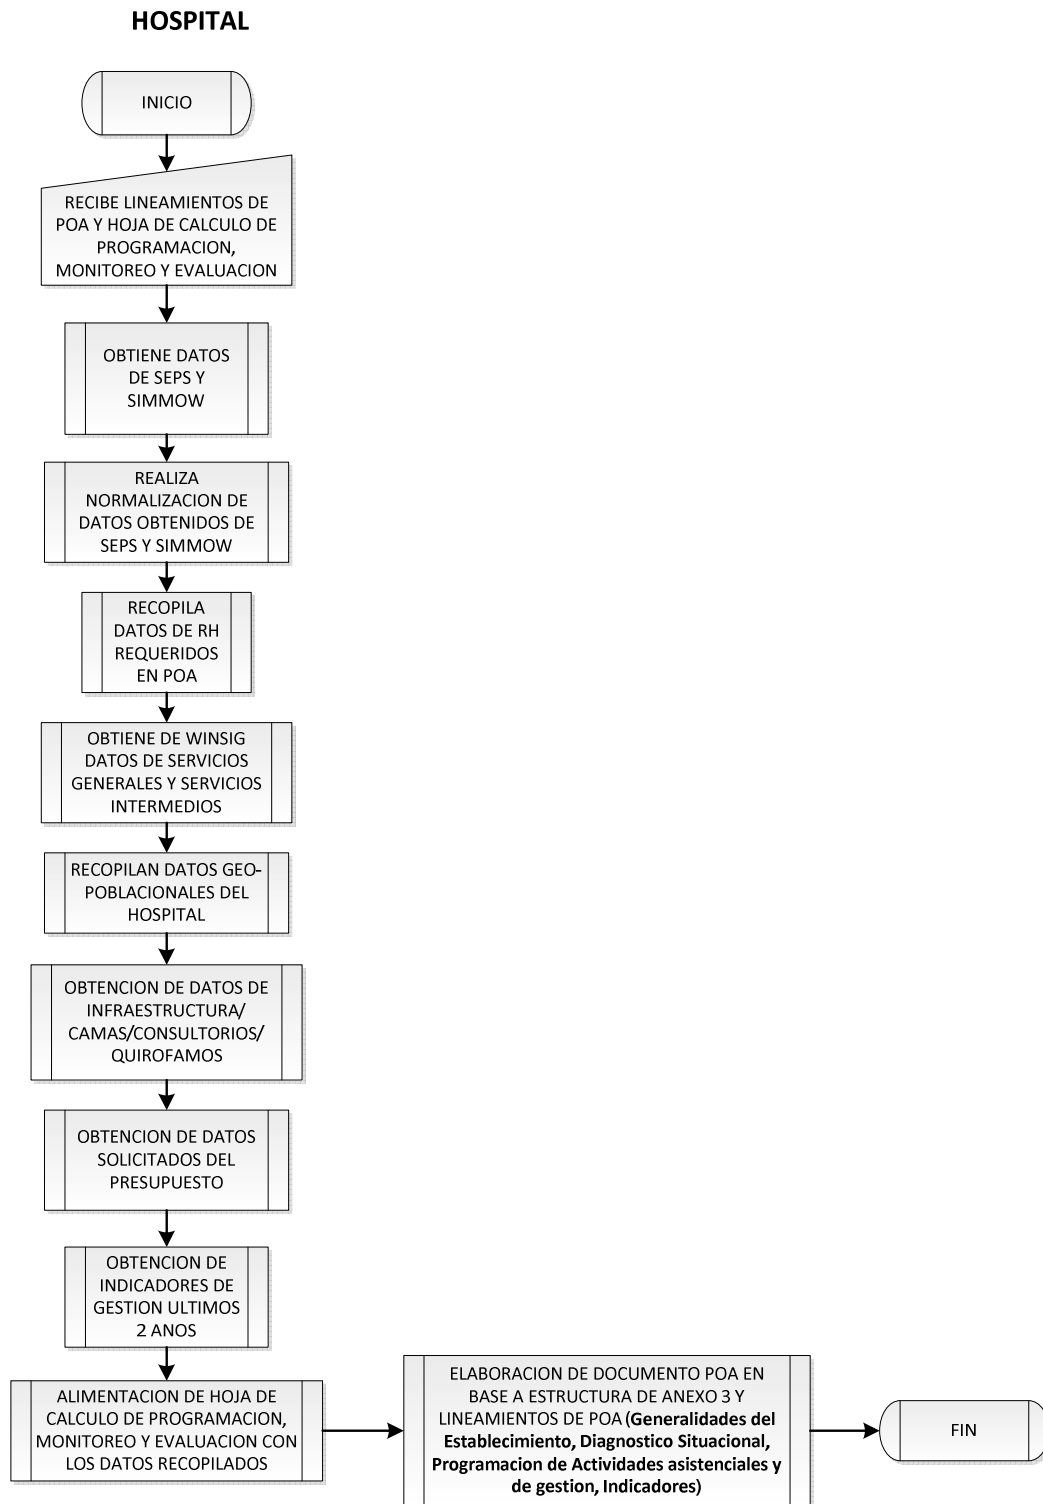 HOSPITAL
INICIO
RECIBE LINEAMIENTOS DE
POA Y HOJA DE CALCULO DE
PROGRAMACION,
MONITOREO Y EVALUACION
OBTIENE DATOS
DE SEPS Y
SIMMOW
REALIZA
NORMALIZACION DE
DATOS OBTENIDOS DE
SEPS Y SIMMOW
RECOPILA
DATOS DE RH
REQUERIDOS
EN POA
OBTIENE DE WINSIG
DATOS DE SERVICIOS
GENERALES Y SERVICIOS
INTERMEDIOS
RECOPILAN DATOS GEO-
POBLACIONALES DEL
HOSPITAL
OBTENCION DE DATOS DE
INFRAESTRUCTURA/
CAMAS/CONSULTORIOS/
QUIROFAMOS
OBTENCION DE DATOS
SOLICITADOS DEL
PRESUPUESTO
OBTENCION DE
INDICADORES DE
GESTION ULTIMOS
2 ANOS
ALIMENTACION DE HOJA DE
CALCULO DE PROGRAMACION,
MONITOREO Y EVALUACION CON
LOS DATOS RECOPILADOS
ELABORACION DE DOCUMENTO POA EN
BASE A ESTRUCTURA DE ANEXO 3 Y
LINEAMIENTOS DE POA (Generalidades del
Establecimiento, Diagnostico Situacional,
Programacion de Actividades asistenciales y
de gestion, Indicadores)
FIN